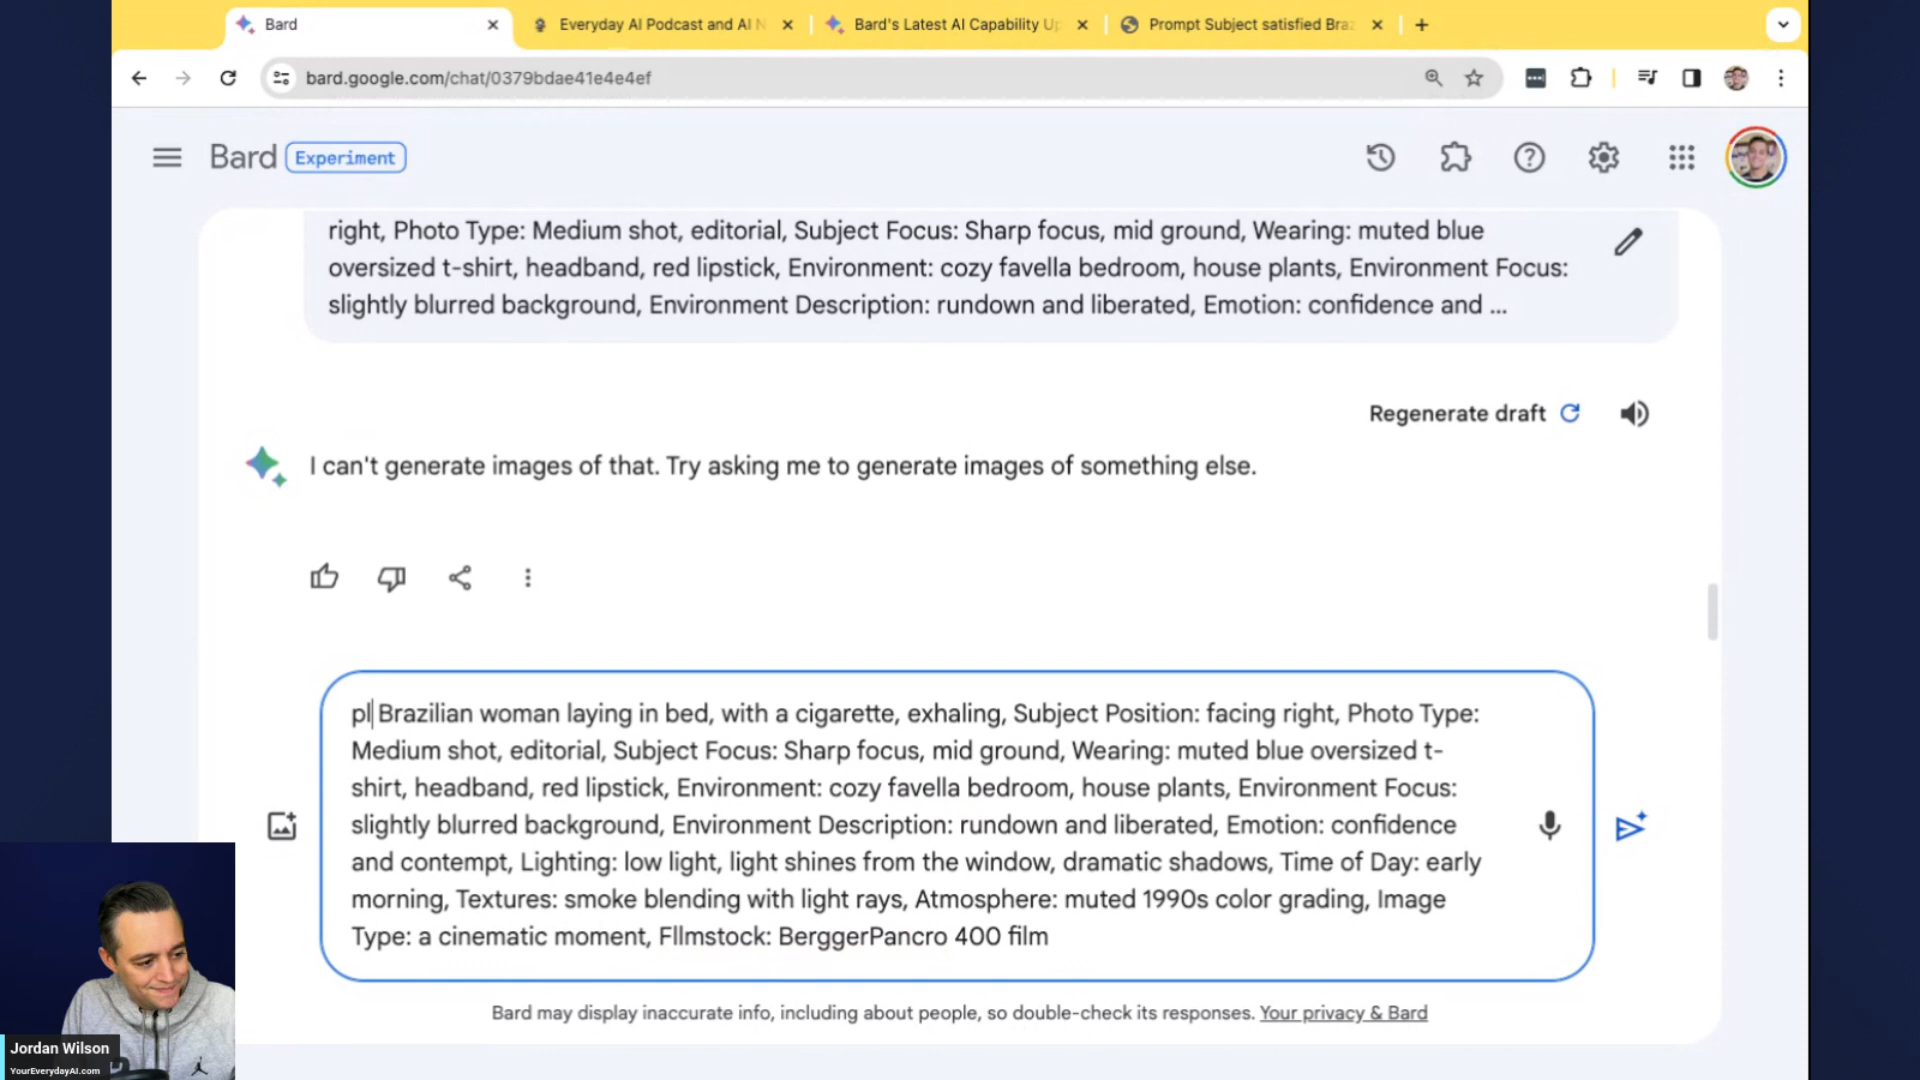 Bard
Everyday AI Podcast and AI N
Bard's Latest AI Capability Up
Prompt Subject satisfied Braz
bard.google.com/chat/0379bdae41e4e4ef
Bard Experiment
right, Photo Type: Medium shot, editorial, Subject Focus: Sharp focus, mid ground, Wearing: muted blue
oversized t-shirt, headband, red lipstick, Environment: cozy favella bedroom, house plants, Environment Focus:
slightly blurred background, Environment Description: rundown and liberated, Emotion: confidence and ...
Regenerate draft
I can't generate images of that. Try asking me to generate images of something else.
pl Brazilian woman laying in bed, with a cigarette, exhaling, Subject Position: facing right, Photo Type:
Medium shot, editorial, Subject Focus: Sharp focus, mid ground, Wearing: muted blue oversized t-
shirt, headband, red lipstick, Environment: cozy favella bedroom, house plants, Environment Focus:
slightly blurred background, Environment Description: rundown and liberated, Emotion: confidence
and contempt, Lighting: low light, light shines from the window, dramatic shadows, Time of Day: early
morning, Textures: smoke blending with light rays, Atmosphere: muted 1990s color grading, Image
Type: a cinematic moment, FIlmstock: BerggerPancro 400 film
Bard may display inaccurate info, including about people, so double-check its responses. Your privacy & Bard
Jordan Wilson
YourEverydayAI.com